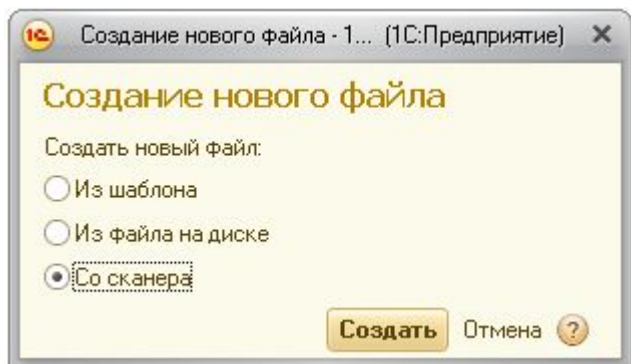 1С Создание нового файла - 1... (1С:Предприятие)
Создание нового файла
Создать новый файл:
Из шаблона
Из файла на диске
Со сканера
Создать Отмена ?